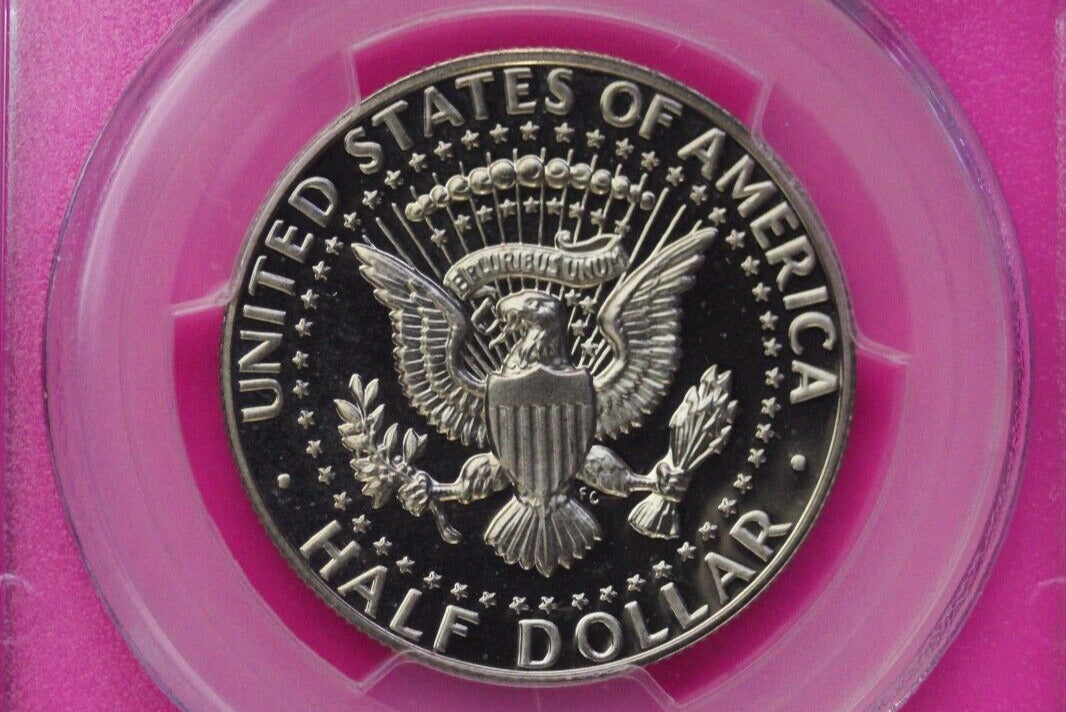 UNITED STATES OF AMERICA
E PLURIBUS UNUM
FG
HALF DOLLAR